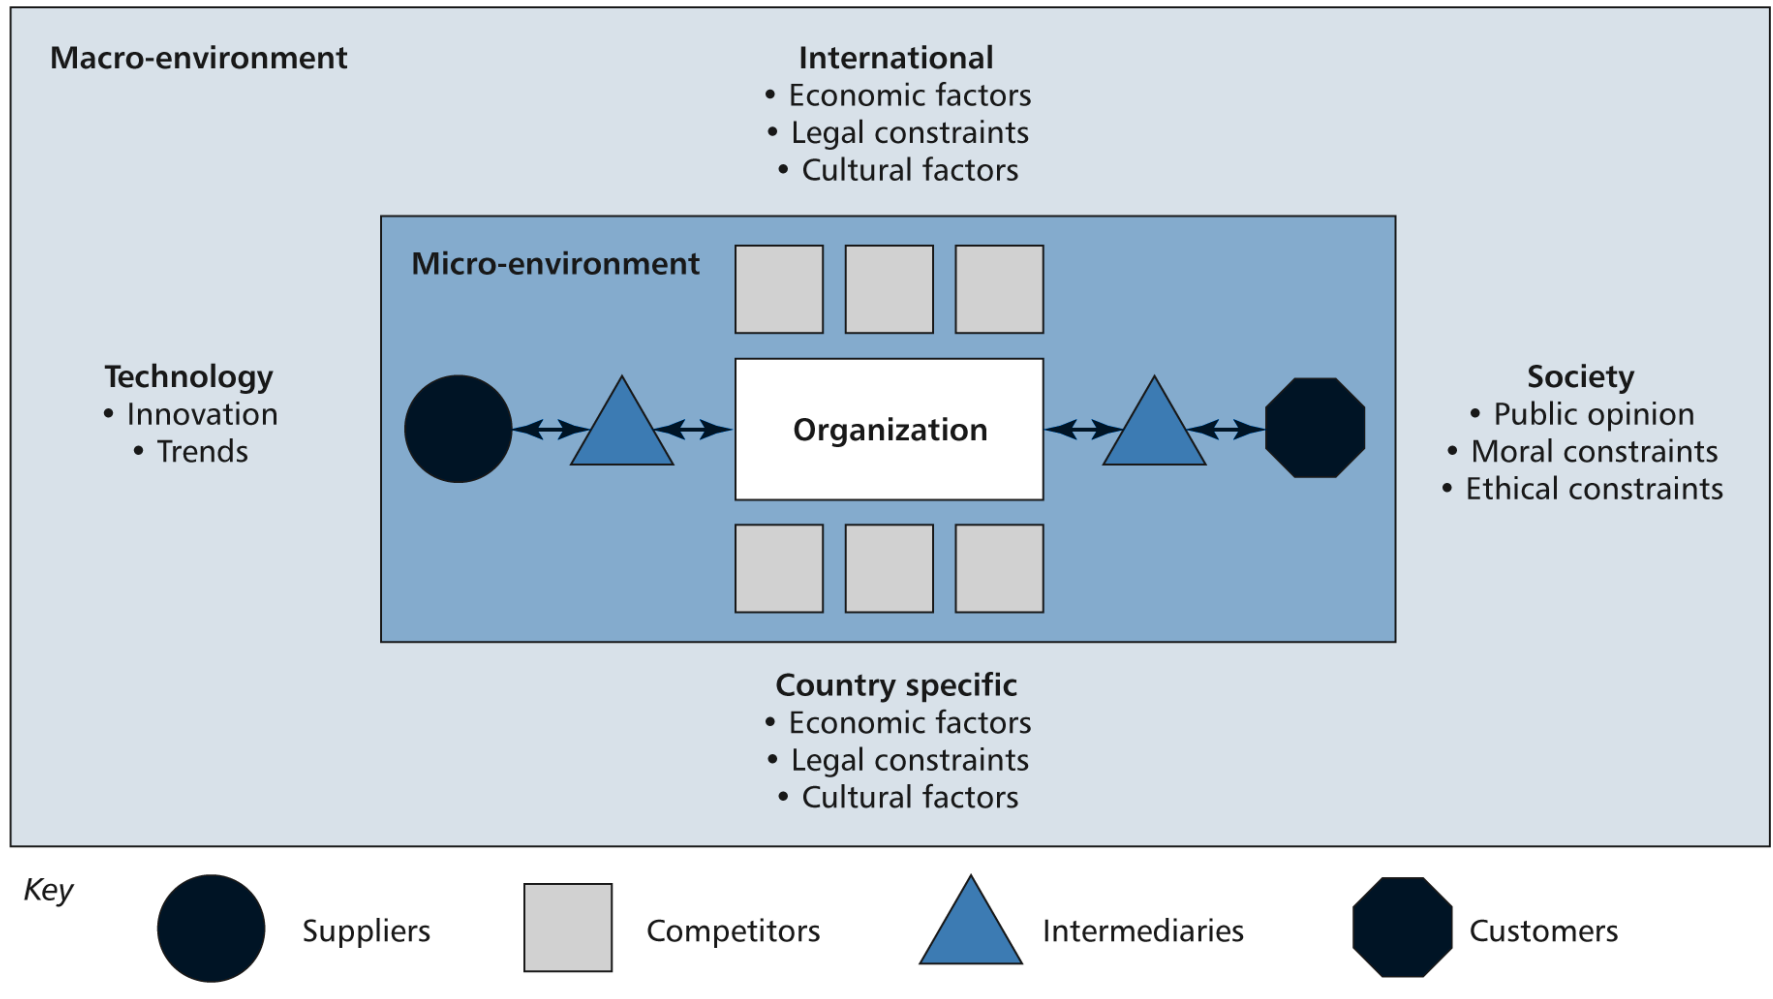 Macro-environment
International
• Economic factors
• Legal constraints
• Cultural factors
Micro-environment
Technology
• Innovation
• Trends
Organization
Society
• Public opinion
• Moral constraints
• Ethical constraints
Country specific
• Economic factors
• Legal constraints
• Cultural factors
Key
Suppliers
Competitors
Intermediaries
Customers